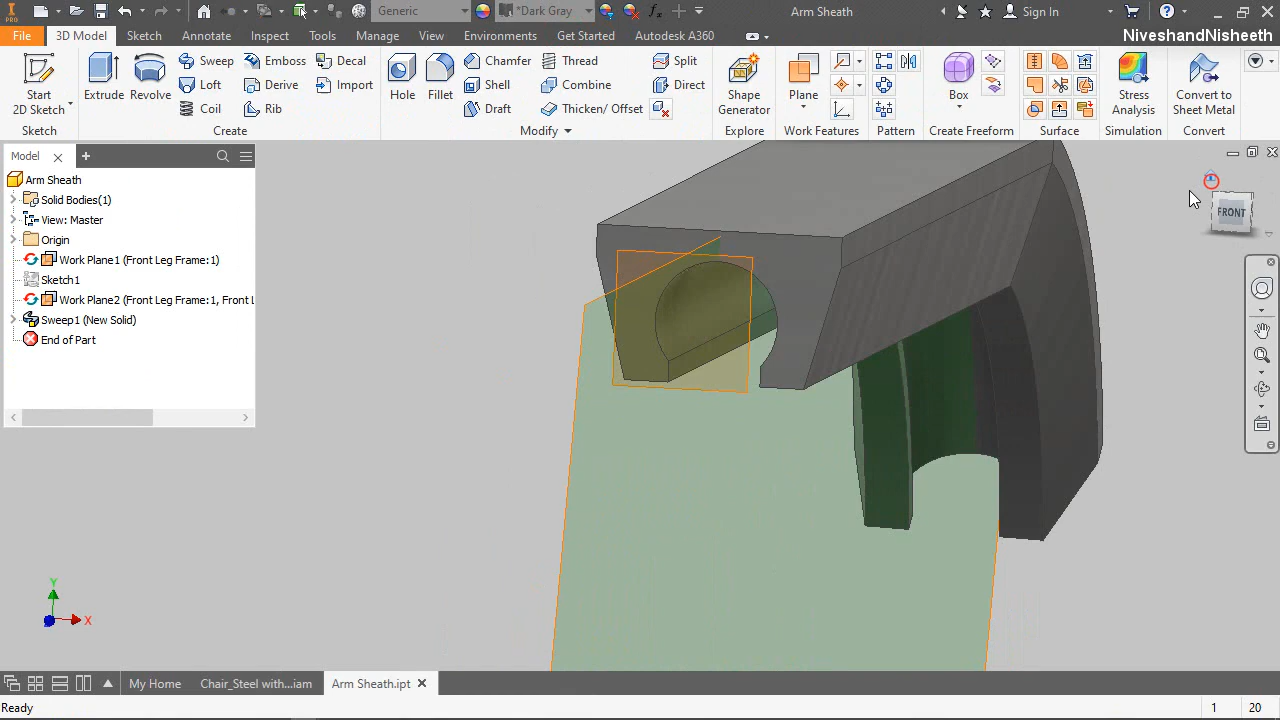 Generic
*Dark Gray
Arm Sheath
Sign In
PRO
File
3D Model
Sketch
Annotate
Inspect
Tools
Manage
View
Environments
Get Started
Autodesk A360
NiveshandNisheeth
Start
2D Sketch
Extrude
Revolve
Sweep
Loft
Coil
Emboss
Derive
Rib
Decal
Import
Hole
Fillet
Chamfer
Shell
Draft
Thread
Combine
Thicken/ Offset
Split
Direct
Shape
Generator
Plane
Box
Stress
Analysis
Convert to
Sheet Metal
Sketch
Create
Modify
Explore
Work Features
Pattern
Create Freeform
Surface
Simulation
Convert
Model
Arm Sheath
Solid Bodies(1)
View: Master
Origin
Work Plane1 (Front Leg Frame:1)
Sketch1
Work Plane2 (Front Leg Frame:1, Front L
Sweep1 (New Solid)
End of Part
FRONT
Y
X
My Home
Chair_Steel with...iam
Arm Sheath.ipt
Ready
1
20